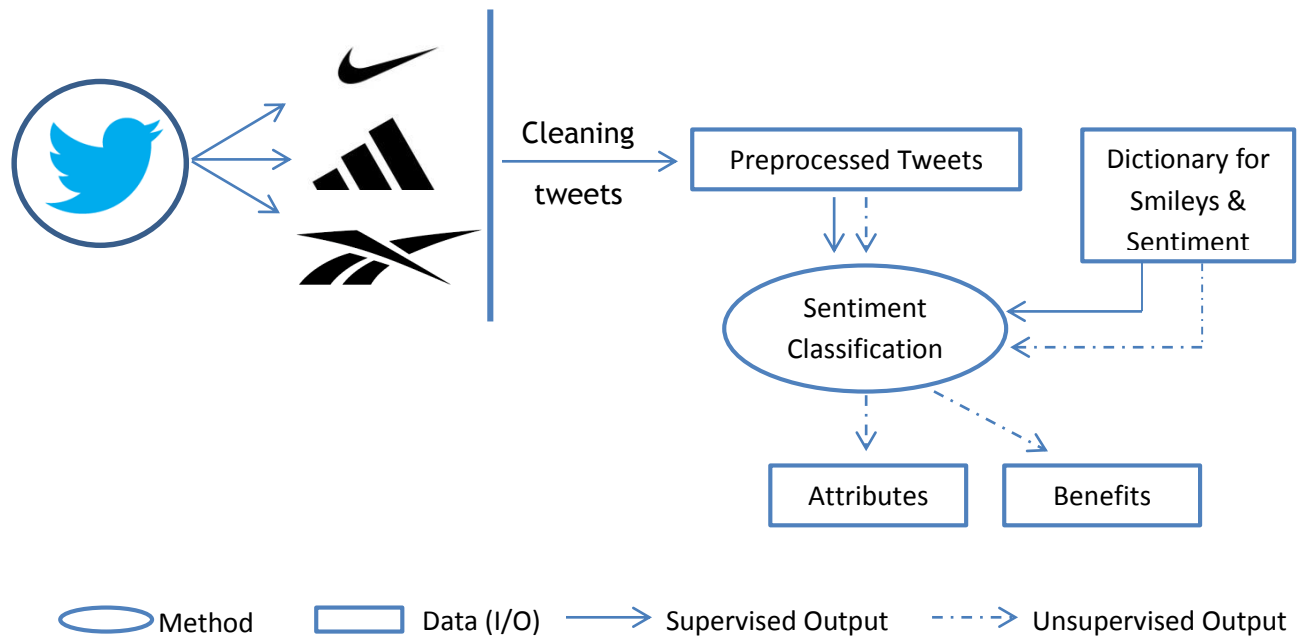 Cleaning
tweets
Preprocessed Tweets
Dictionary for
Smileys &
Sentiment
Sentiment
Classification
Attributes
Benefits
Method
Data (I/O)
Supervised Output
Unsupervised Output